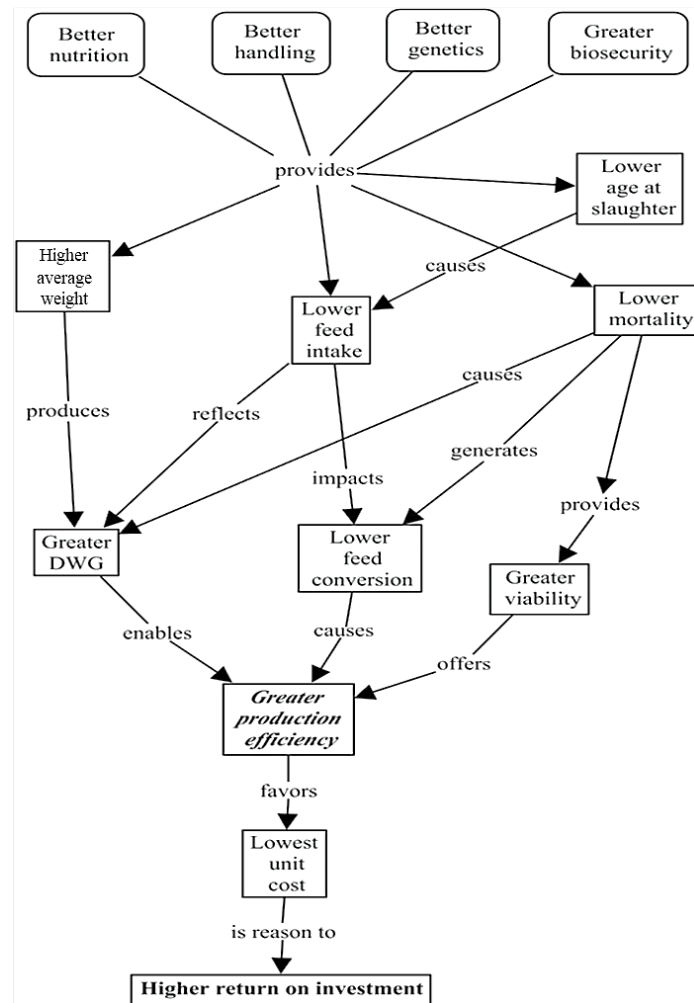 Better
nutrition
Better
handling
Better
genetics
Greater
biosecurity
provides
Lower
age at
slaughter
Higher
average
weight
causes
Lower
feed
intake
Lower
mortality
produces
reflects
causes
impacts
generates
provides
Greater
DWG
Lower
feed
conversion
Greater
viability
enables
causes
offers
Greater
production
efficiency
favors
Lowest
unit
cost
is reason to
Higher return on investment